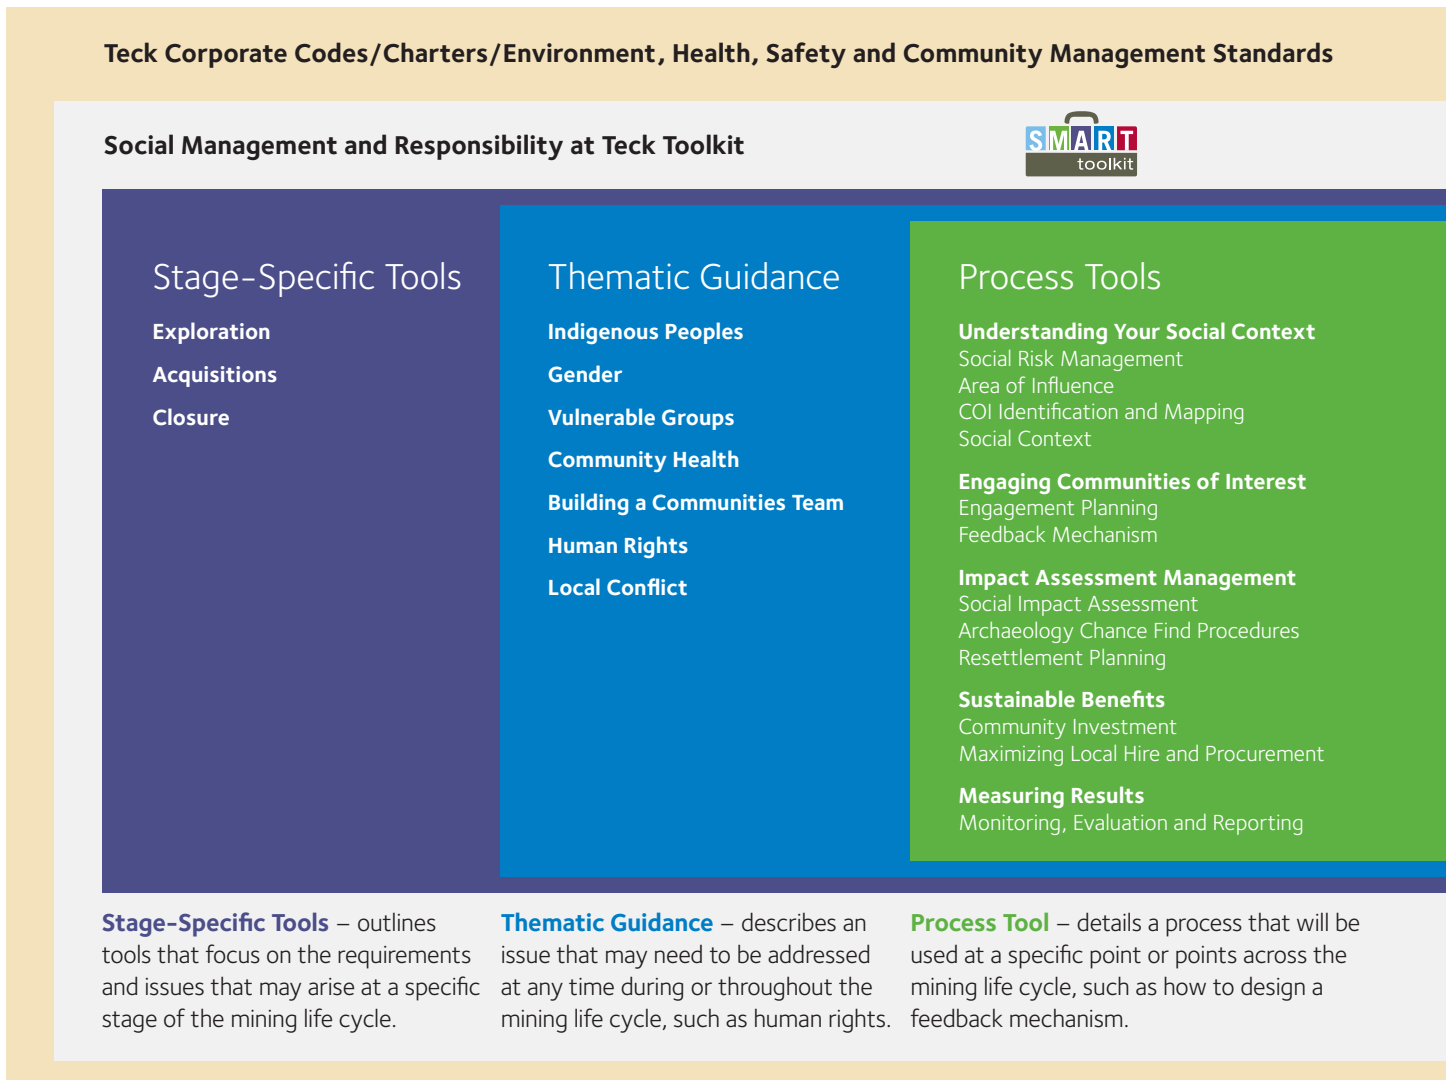 Teck Corporate Codes/Charters/Environment, Health, Safety and Community Management Standards
Social Management and Responsibility at Teck Toolkit
SMART
toolkit
Stage-Specific Tools
Exploration
Acquisitions
Closure
Thematic Guidance
Indigenous Peoples
Gender
Vulnerable Groups
Community Health
Building a Communities Team
Human Rights
Local Conflict
Process Tools
Understanding Your Social Context
Social Risk Management
Area of Influence
COI Identification and Mapping
Social Context
Engaging Communities of Interest
Engagement Planning
Feedback Mechanism
Impact Assessment Management
Social Impact Assessment
Archaeology Chance Find Procedures
Resettlement Planning
Sustainable Benefits
Community Investment
Maximizing Local Hire and Procurement
Measuring Results
Monitoring, Evaluation and Reporting
Stage-Specific Tools – outlines
tools that focus on the requirements
and issues that may arise at a specific
stage of the mining life cycle.
Thematic Guidance – describes an
issue that may need to be addressed
at any time during or throughout the
mining life cycle, such as human rights.
Process Tool – details a process that will be
used at a specific point or points across the
mining life cycle, such as how to design a
feedback mechanism.